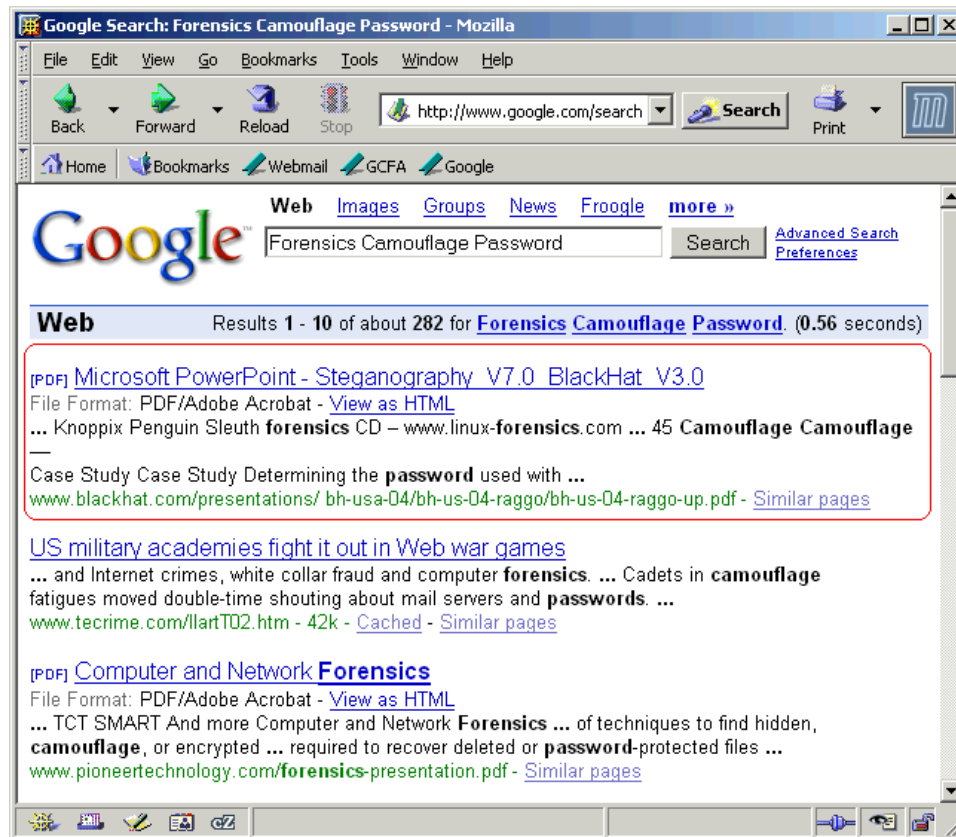 Google Search: Forensics Camouflage Password - Mozilla
File Edit View Go Bookmarks Tools Window Help
Back Forward Reload Stop http://www.google.com/search Search Print
Home Bookmarks Webmail GCFA Google
Web Images Groups News Froogle more »
Google™ Forensics Camouflage Password Search Advanced Search
Preferences
Web Results 1 - 10 of about 282 for Forensics Camouflage Password. (0.56 seconds)
[PDF] Microsoft PowerPoint - Steganography_V7.0_BlackHat_V3.0
File Format: PDF/Adobe Acrobat - View as HTML
... Knoppix Penguin Sleuth forensics CD – www.linux-forensics.com ... 45 Camouflage Camouflage
—
Case Study Case Study Determining the password used with ...
www.blackhat.com/presentations/ bh-usa-04/bh-us-04-raggo/bh-us-04-raggo-up.pdf - Similar pages
US military academies fight it out in Web war games
... and Internet crimes, white collar fraud and computer forensics. ... Cadets in camouflage
fatigues moved double-time shouting about mail servers and passwords. ...
www.tecrime.com/llartT02.htm - 42k - Cached - Similar pages
[PDF] Computer and Network Forensics
File Format: PDF/Adobe Acrobat - View as HTML
... TCT SMART And more Computer and Network Forensics ... of techniques to find hidden,
camouflage, or encrypted ... required to recover deleted or password-protected files ...
www.pioneertechnology.com/forensics-presentation.pdf - Similar pages